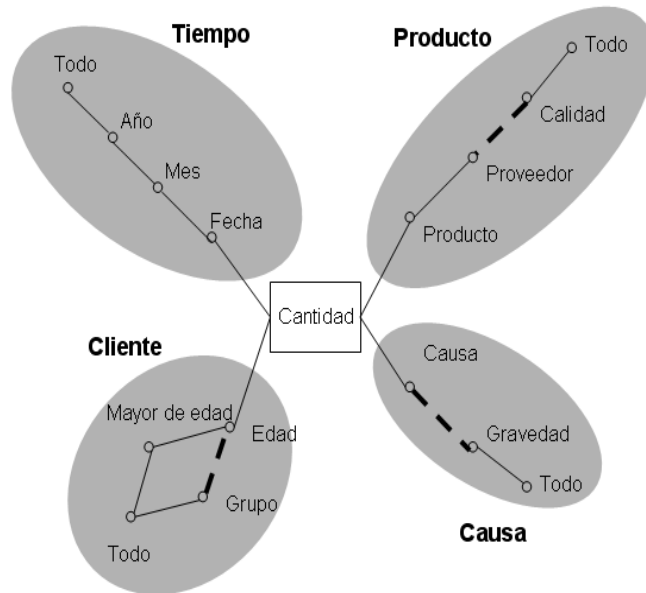 Tiempo
Todo
Año
Mes
Fecha
Producto
Todo
Calidad
Proveedor
Producto
Cantidad
Cliente
Mayor de edad
Edad
Grupo
Todo
Causa
Gravedad
Todo
Causa